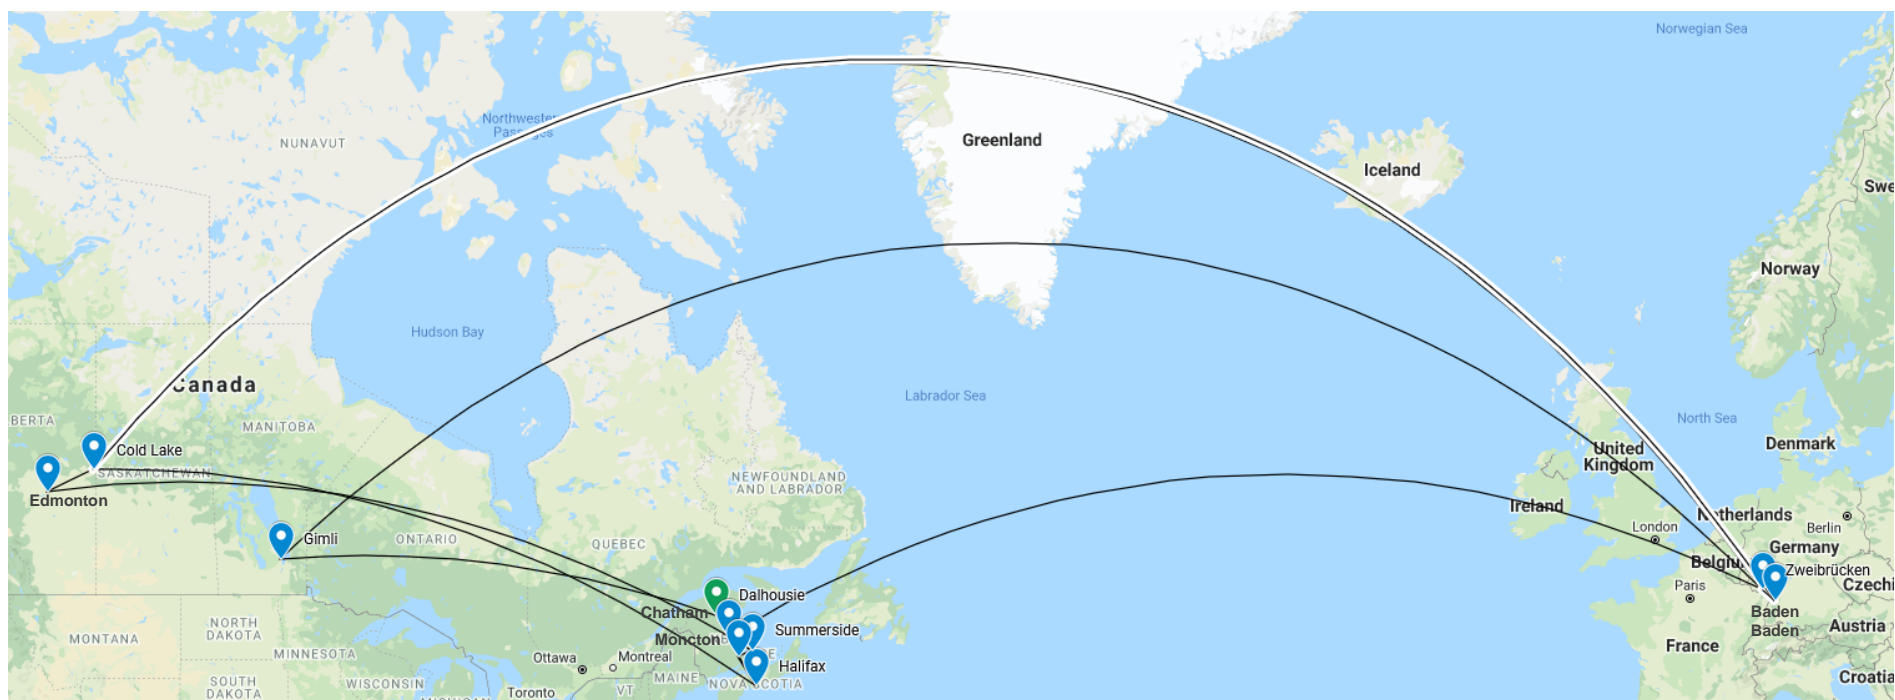 Norwegian Sea
Northwester
Passages
NUNAVUT
Greenland
Iceland
Swe
Norway
Hudson Bay
Canada
Labrador Sea
North Sea
BERTA
MANITOBA
Denmark
Cold Lake
SASKATCHEWAN
United
Kingdom
NEWFOUNDLAND
AND LABRADOR
Edmonton
Ireland
Netherlands
Berlin
London
Gimli
ONTARIO
QUEBEC
Germany
Belgiu
Zweibrücken
Paris
Czechi
Dalhousie
Chatham
Baden
Baden
Summerside
Moncton
NORTH
DAKOTA
MONTANA
Austria
France
MINNESOTA
Ottawa
Montreal
Halifax
MAINE
NOVA SCOTIA
Croatia
SOUTH
DAKOTA
WISCONSIN
VT
Toronto